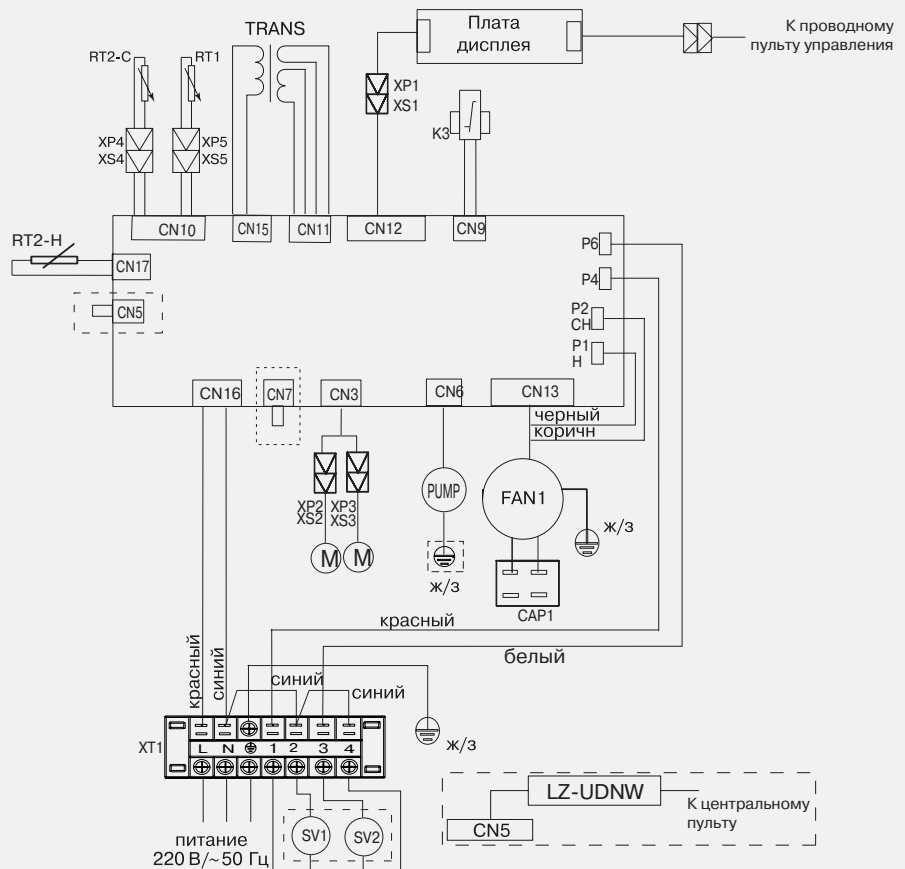 TRANS
Плата
дисплея
К проводному
пульту управления
RT2-C
RT1
XP1
XS1
K3
XP4
XS4
XP5
XS5
CN10
CN15
CN11
CN12
CN9
RT2-H
CN17
P6
P4
CN5
P2
CH
P1
H
CN16
CN7
CN3
CN6
CN13
черный
коричн
XP2
XS2
XP3
XS3
PUMP
FAN1
M
M
ж/з
ж/з
CAP1
красный
белый
красный
синий
синий
синий
ж/з
XT1
L N 1 2 3 4
питание
220 В/~50 Гц
SV1
SV2
LZ-UDNW
CN5
К центральному
пульту